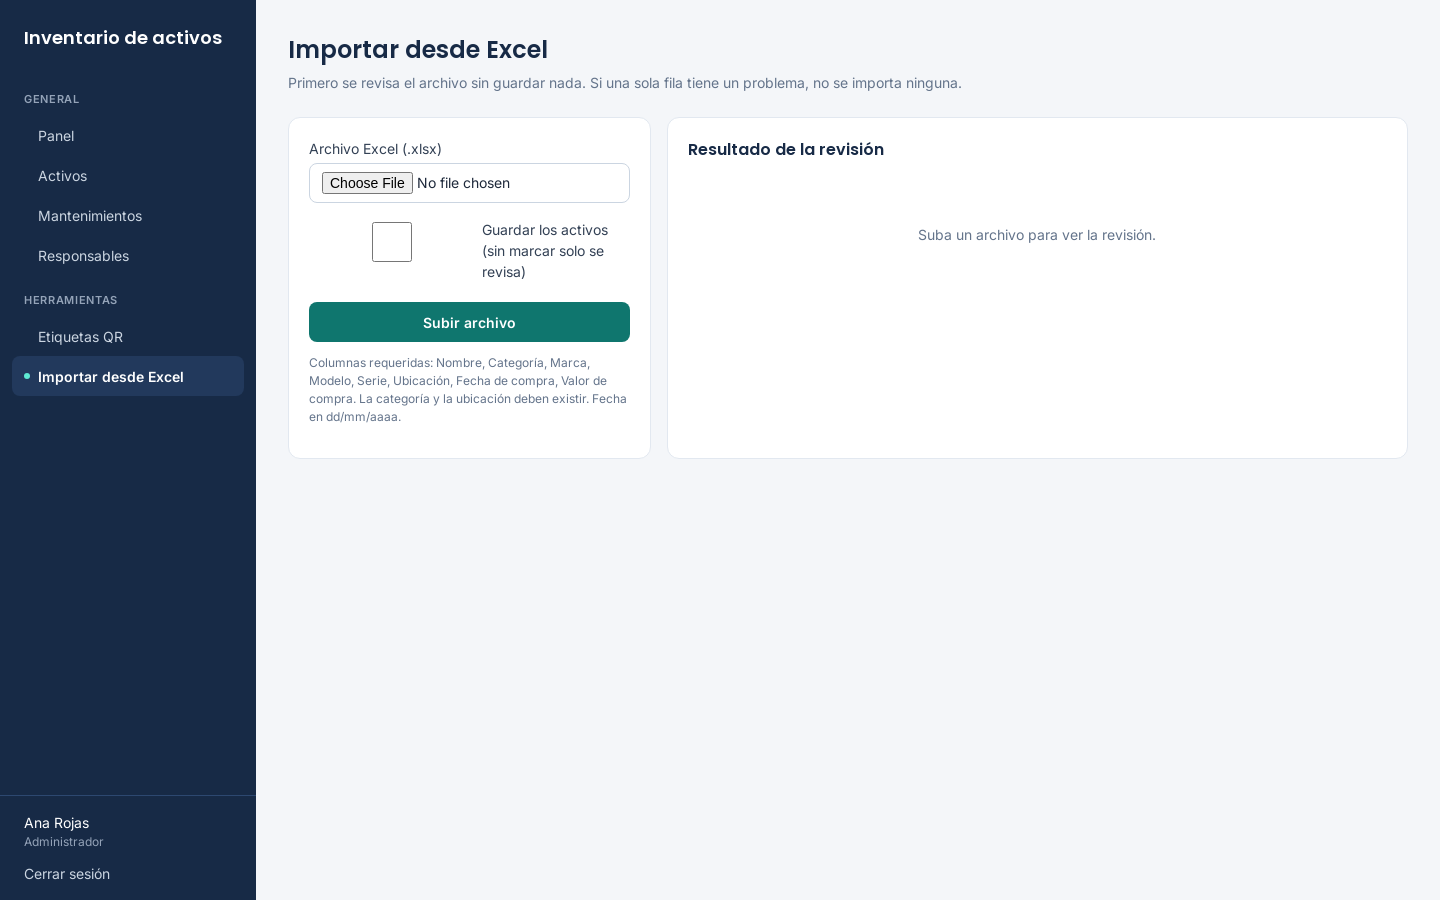 Inventario de activos
GENERAL
Panel
Activos
Mantenimientos
Responsables
HERRAMIENTAS
Etiquetas QR
Importar desde Excel
Ana Rojas
Administrador
Cerrar sesión
Importar desde Excel
Primero se revisa el archivo sin guardar nada. Si una sola fila tiene un problema, no se importa ninguna.
Archivo Excel (.xlsx)
Choose File No file chosen
Guardar los activos
(sin marcar solo se
revisa)
Subir archivo
Columnas requeridas: Nombre, Categoría, Marca,
Modelo, Serie, Ubicación, Fecha de compra, Valor de
compra. La categoría y la ubicación deben existir. Fecha
en dd/mm/aaaa.
Resultado de la revisión
Suba un archivo para ver la revisión.